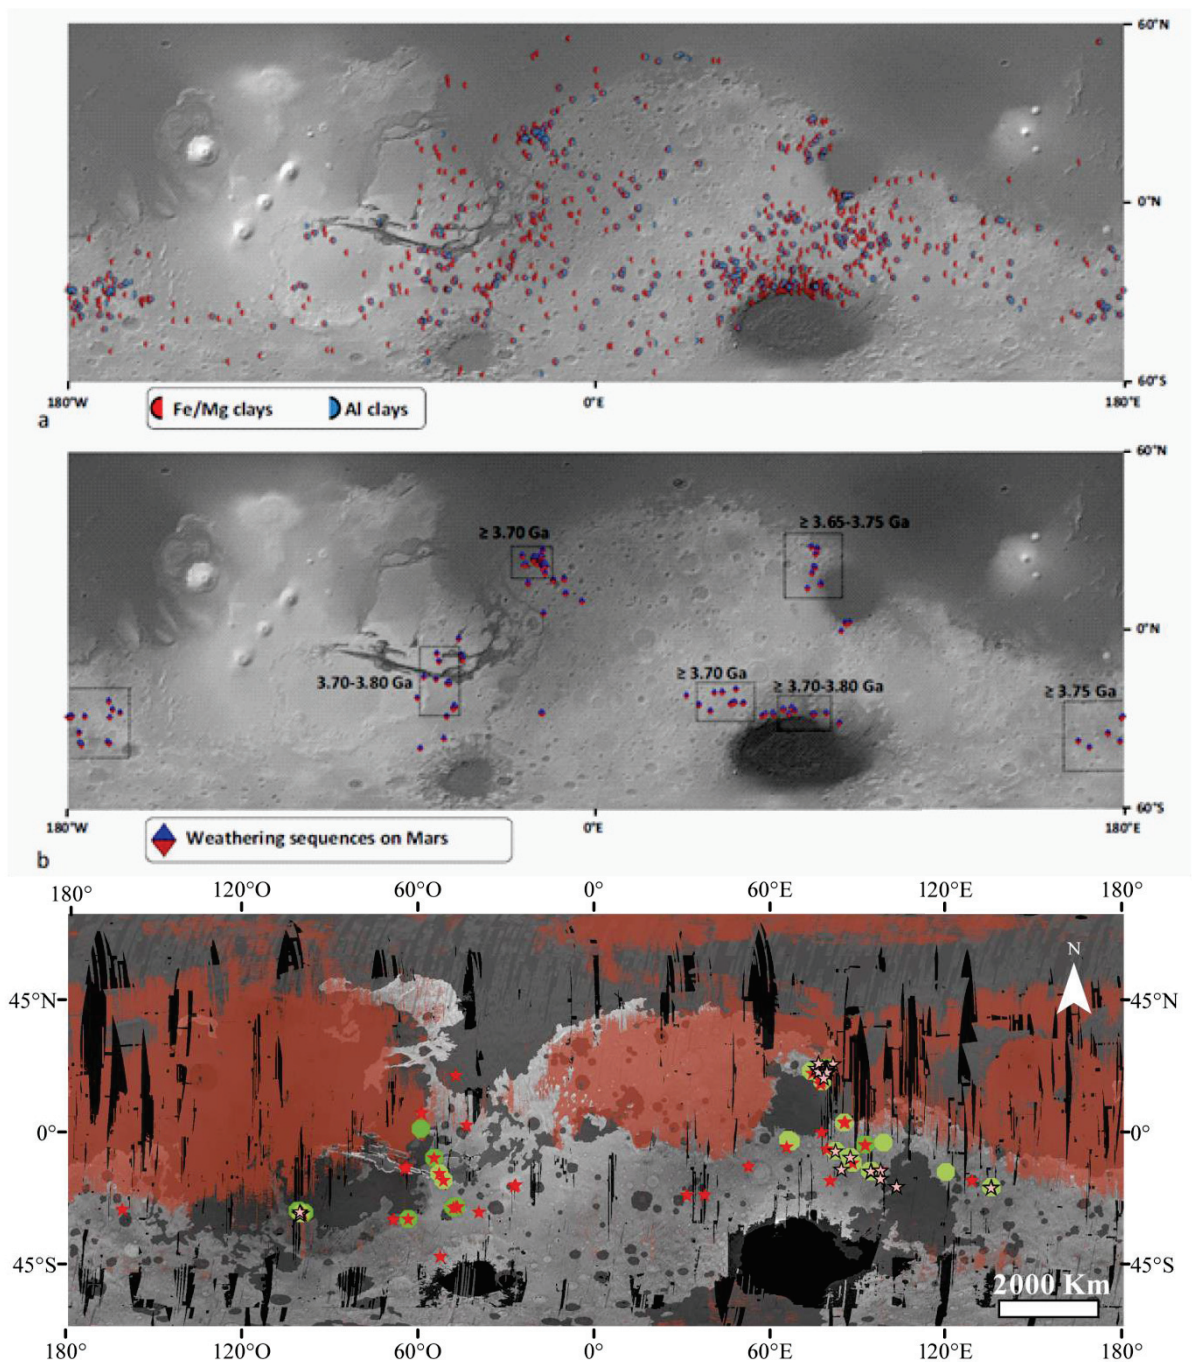 60°N
0°N
60°S
180°W
0°E
180°E
Fe/Mg clays
Al clays
a
60°N
≥ 3.70 Ga
≥ 3.65-3.75 Ga
0°N
3.70-3.80 Ga
≥ 3.70 Ga
≥ 3.70-3.80 Ga
≥ 3.75 Ga
60°S
180°W
0°E
180°E
Weathering sequences on Mars
b
180°
120°O
60°O
0°
60°E
120°E
180°
N
45°N
45°N
0°
0°
45°S
45°S
2000 Km
180°
120°O
60°O
0°
60°E
120°E
180°